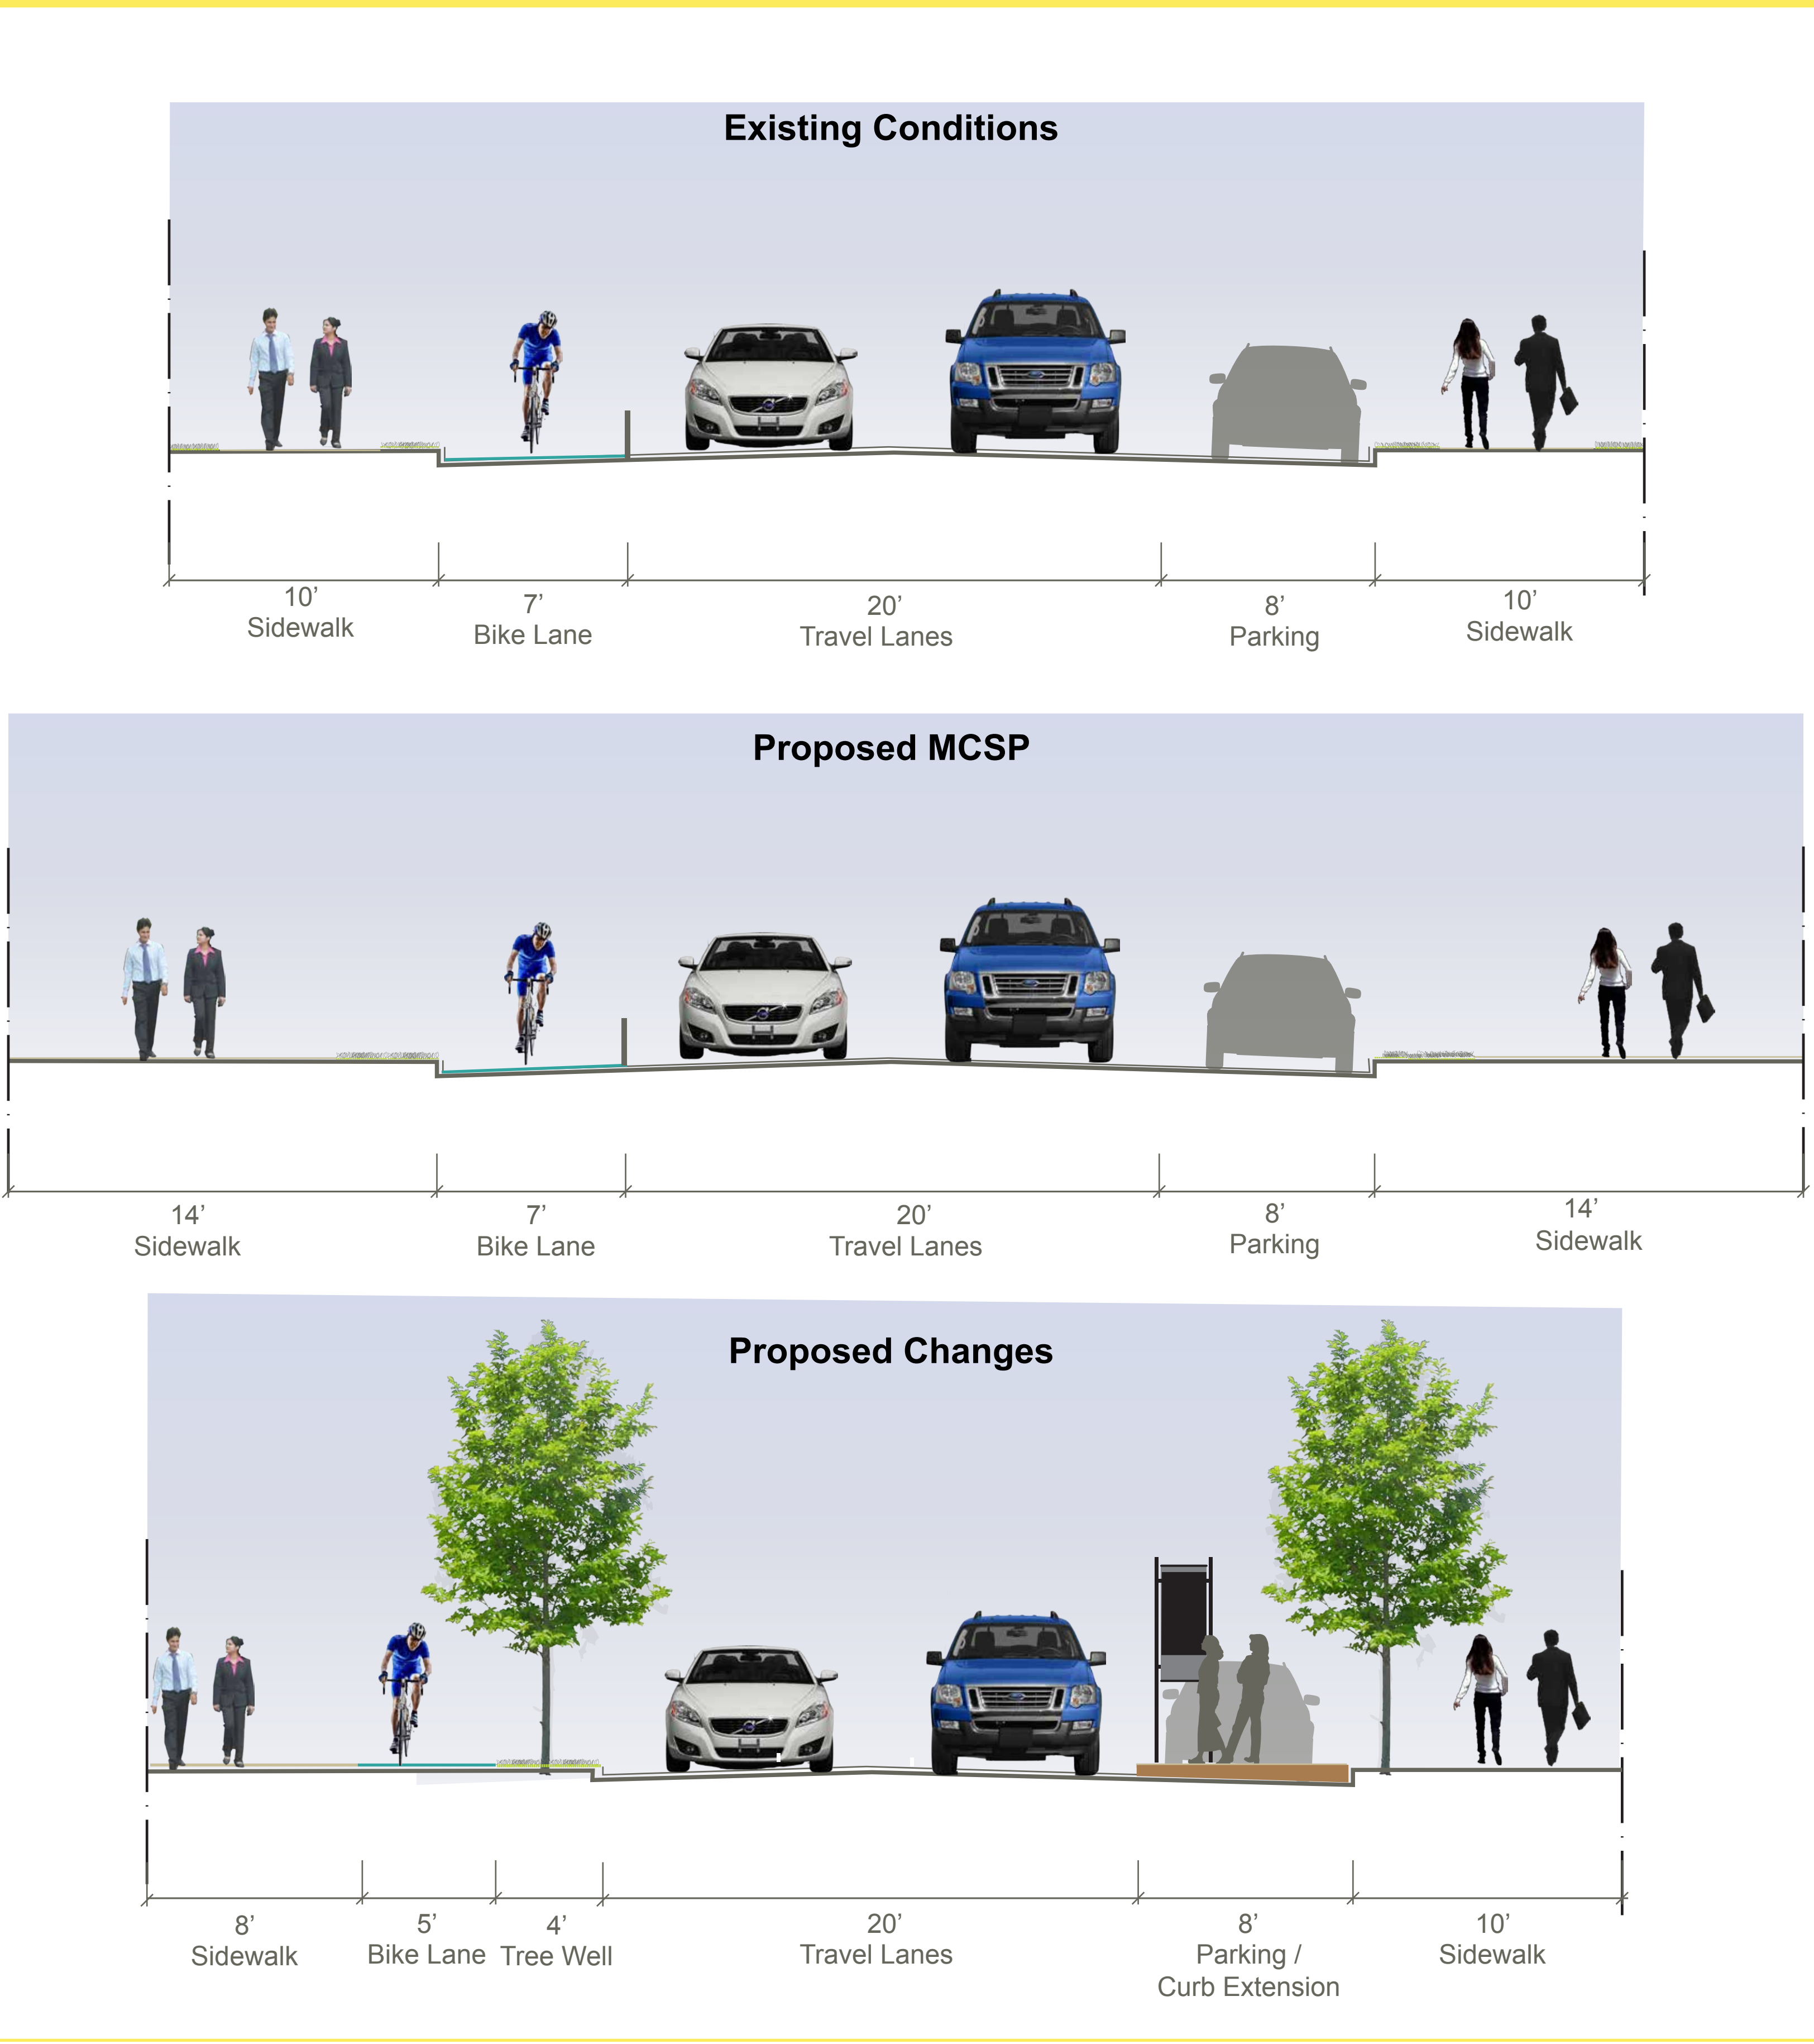 Existing Conditions
10’
Sidewalk
7’
Bike Lane
20’
Travel Lanes
8’
Parking
10’
Sidewalk
Proposed MCSP
14’
Sidewalk
7’
Bike Lane
20’
Travel Lanes
8’
Parking
14’
Sidewalk
Proposed Changes
8’
Sidewalk
5’
Bike Lane
4’
Tree Well
20’
Travel Lanes
8’
Parking /
Curb Extension
10’
Sidewalk